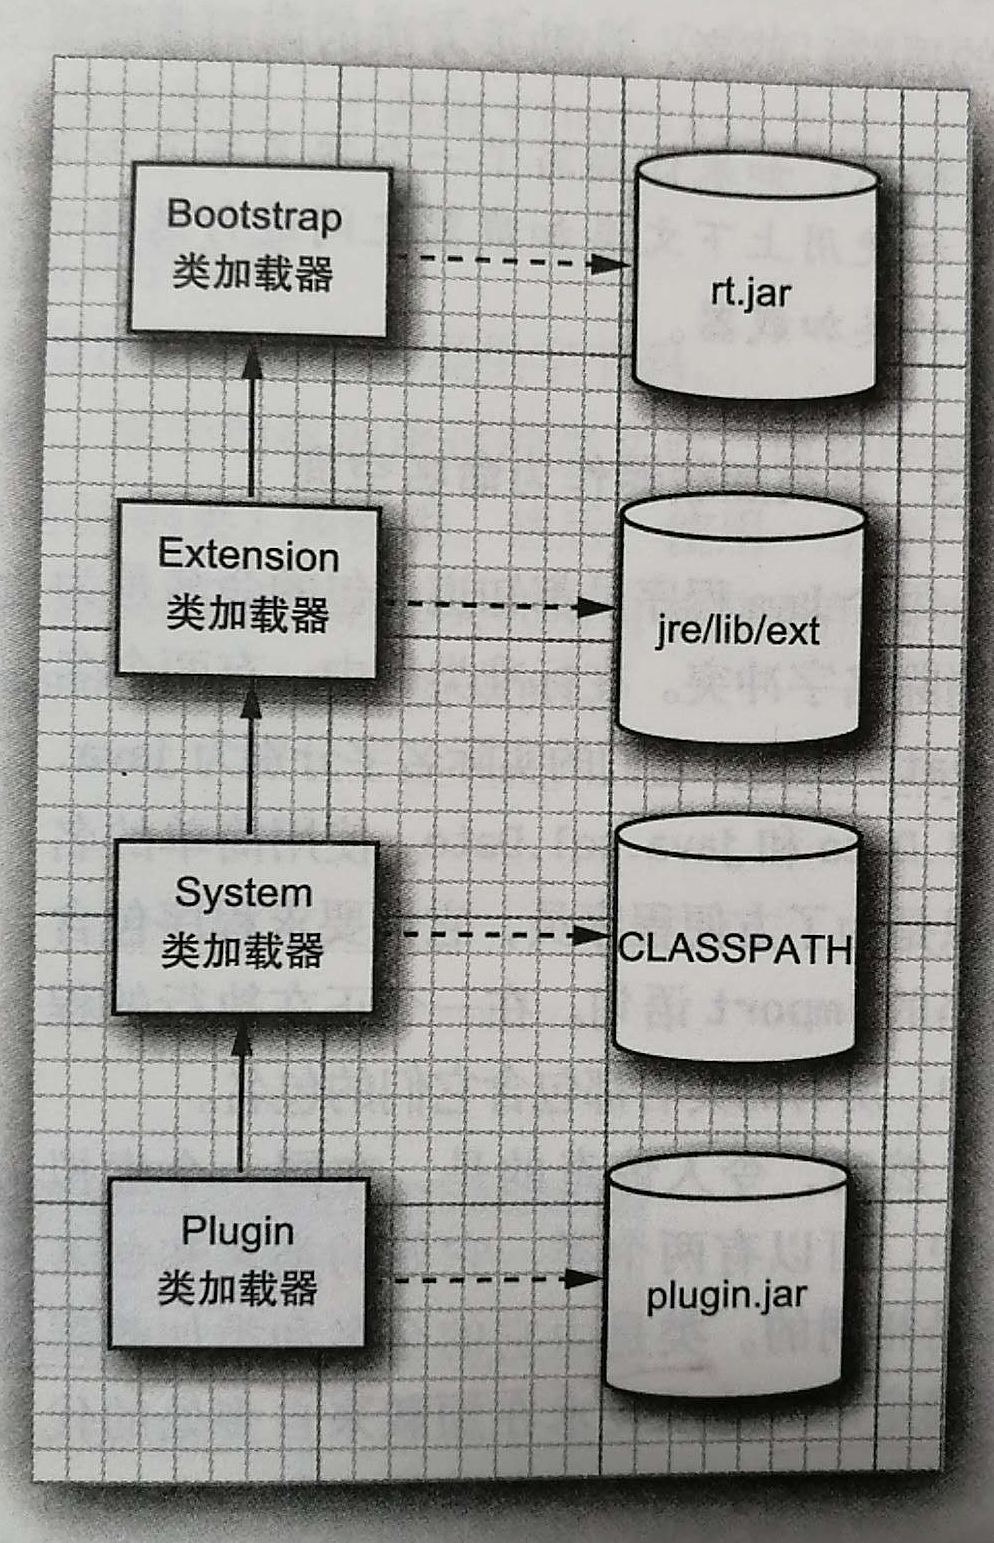 Bootstrap
类加载器
rt.jar
Extension
类加载器
jre/lib/ext
System
类加载器
CLASSPATH
Plugin
类加载器
plugin.jar